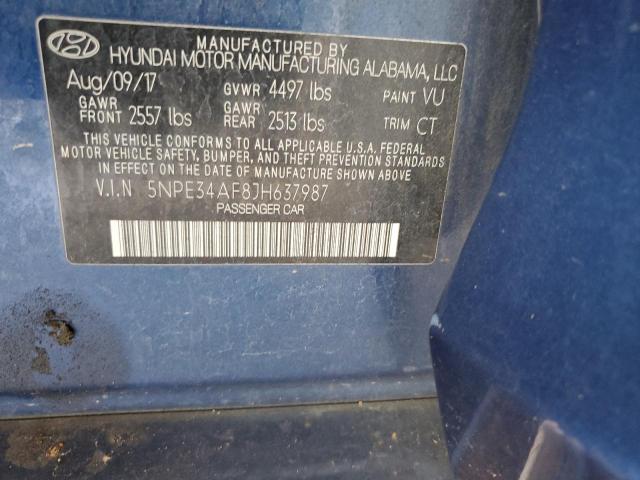 MANUFACTURED BY
HYUNDAI MOTOR MANUFACTURING ALABAMA, LLC
Aug/09/17 GVWR 4497 lbs PAINT VU
GAWR FRONT 2557 lbs GAWR REAR 2513 lbs TRIM CT
THIS VEHICLE CONFORMS TO ALL APPLICABLE U.S.A. FEDERAL
MOTOR VEHICLE SAFETY, BUMPER, AND THEFT PREVENTION STANDARDS
IN EFFECT ON THE DATE OF MANUFACTURE SHOWN ABOVE.
V.I.N 5NPE34AF8JH637987
PASSENGER CAR